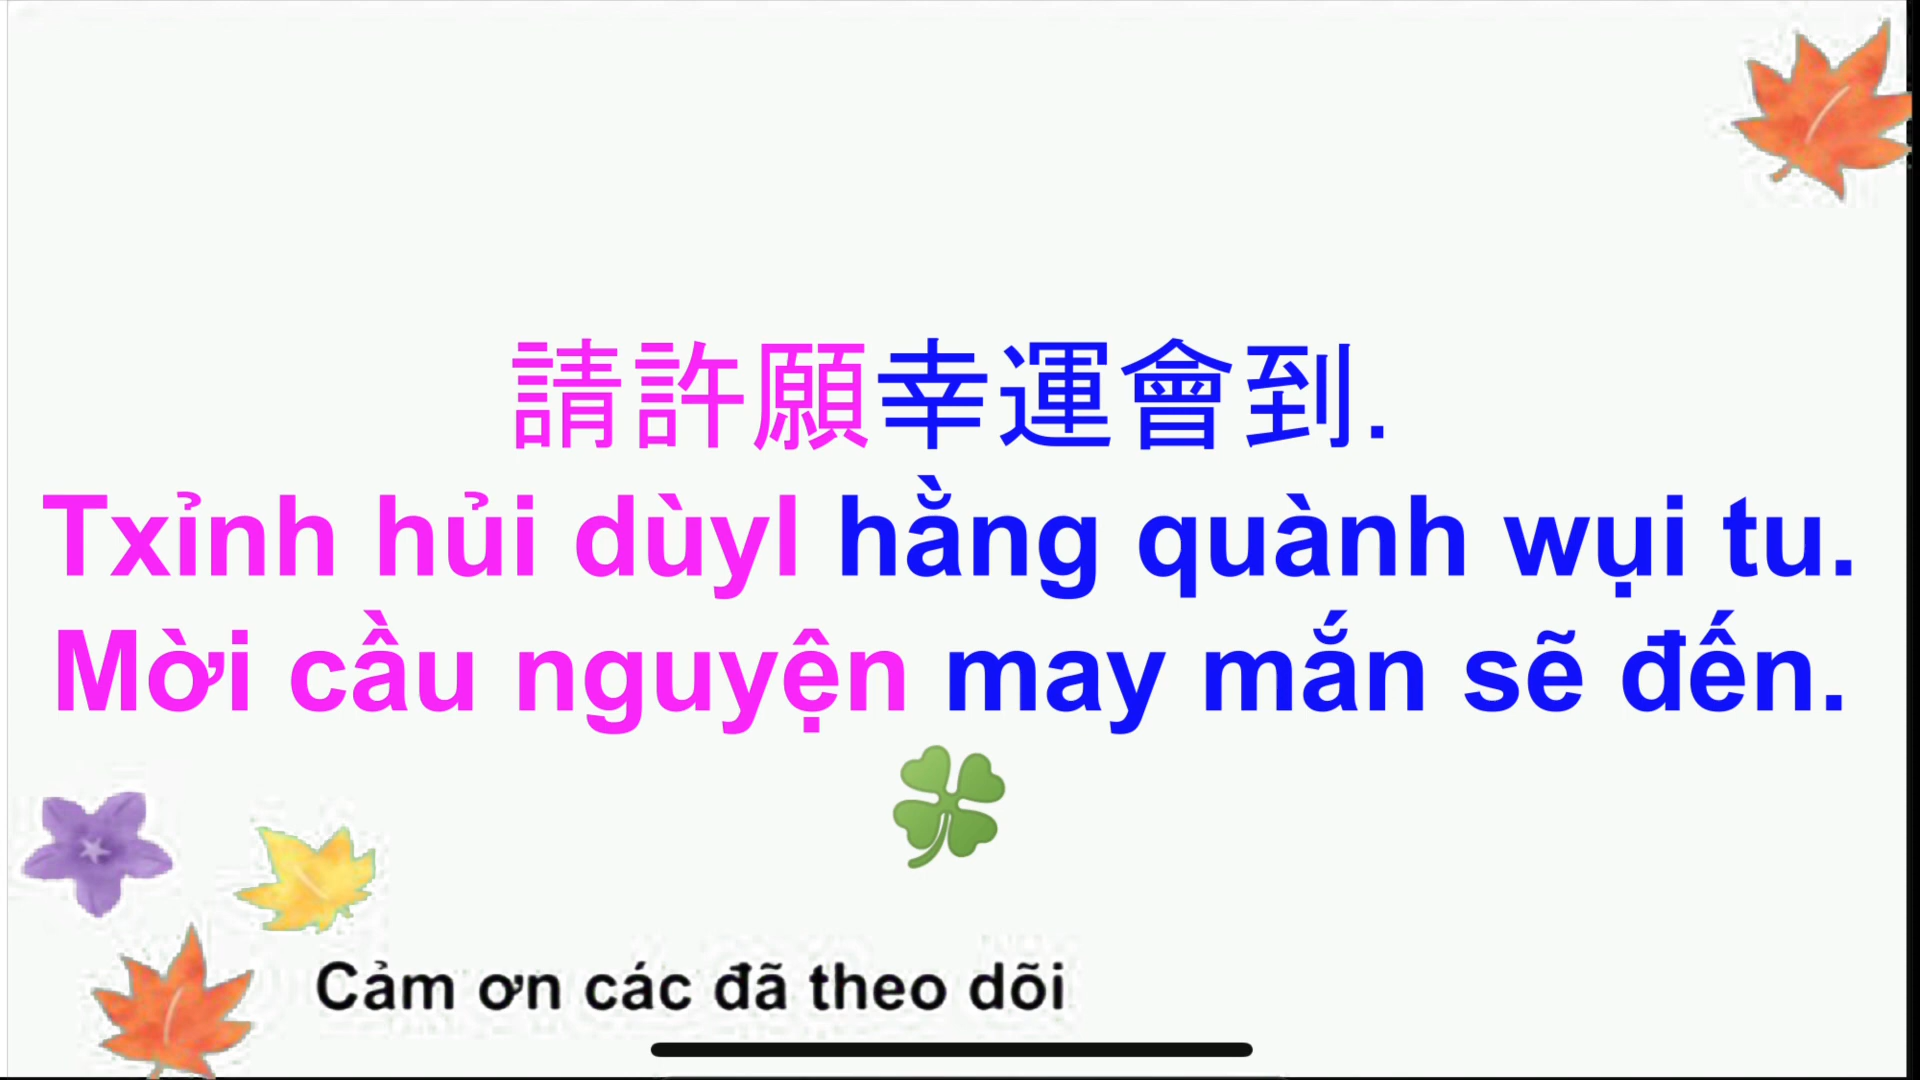 請許願幸運會到.
Txỉnh hủi dùyl hằng quành wụi tu.
Mời cầu nguyện may mắn sẽ đến.
Cảm ơn các đã theo dõi